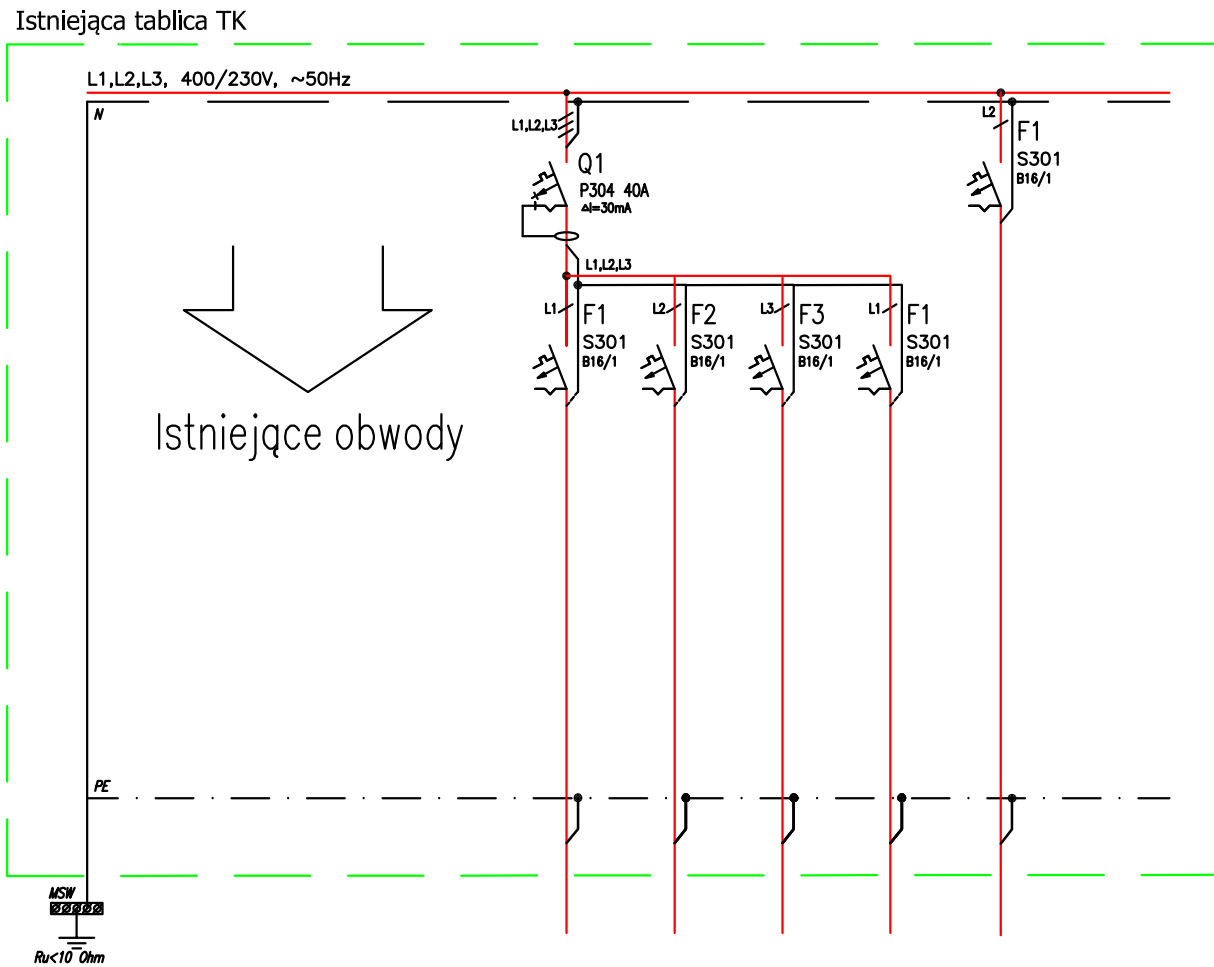 Istniejąca tablica TK
L1,L2,L3, 400/230V, ~50Hz
N
L1,L2,L3
Q1
P304 40A
ΔI=30mA
L2
F1
S301
B16/1
L1,L2,L3
L1
F1
S301
B16/1
L2
F2
S301
B16/1
L3
F3
S301
B16/1
L1
F1
S301
B16/1
Istniejące obwody
PE
MSW
Ru<10 Ohm